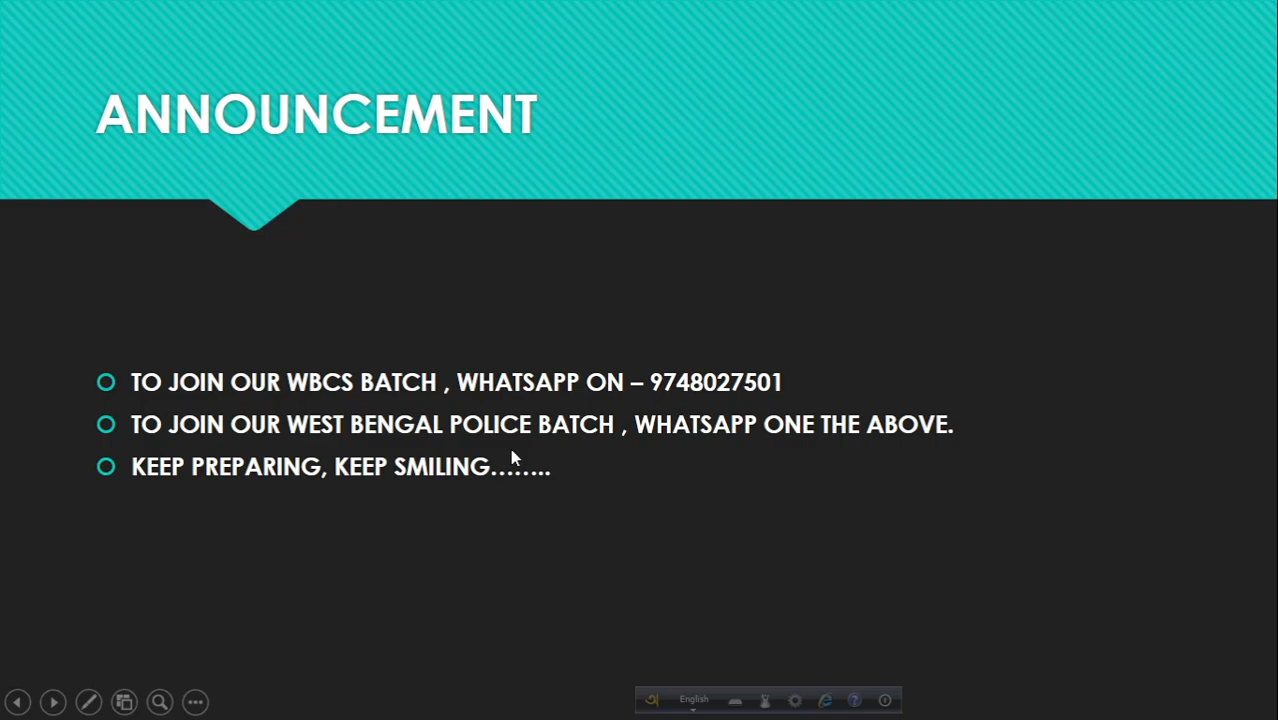 ANNOUNCEMENT
TO JOIN OUR WBCS BATCH , WHATSAPP ON – 9748027501
TO JOIN OUR WEST BENGAL POLICE BATCH , WHATSAPP ONE THE ABOVE.
KEEP PREPARING, KEEP SMILING……..
অ English